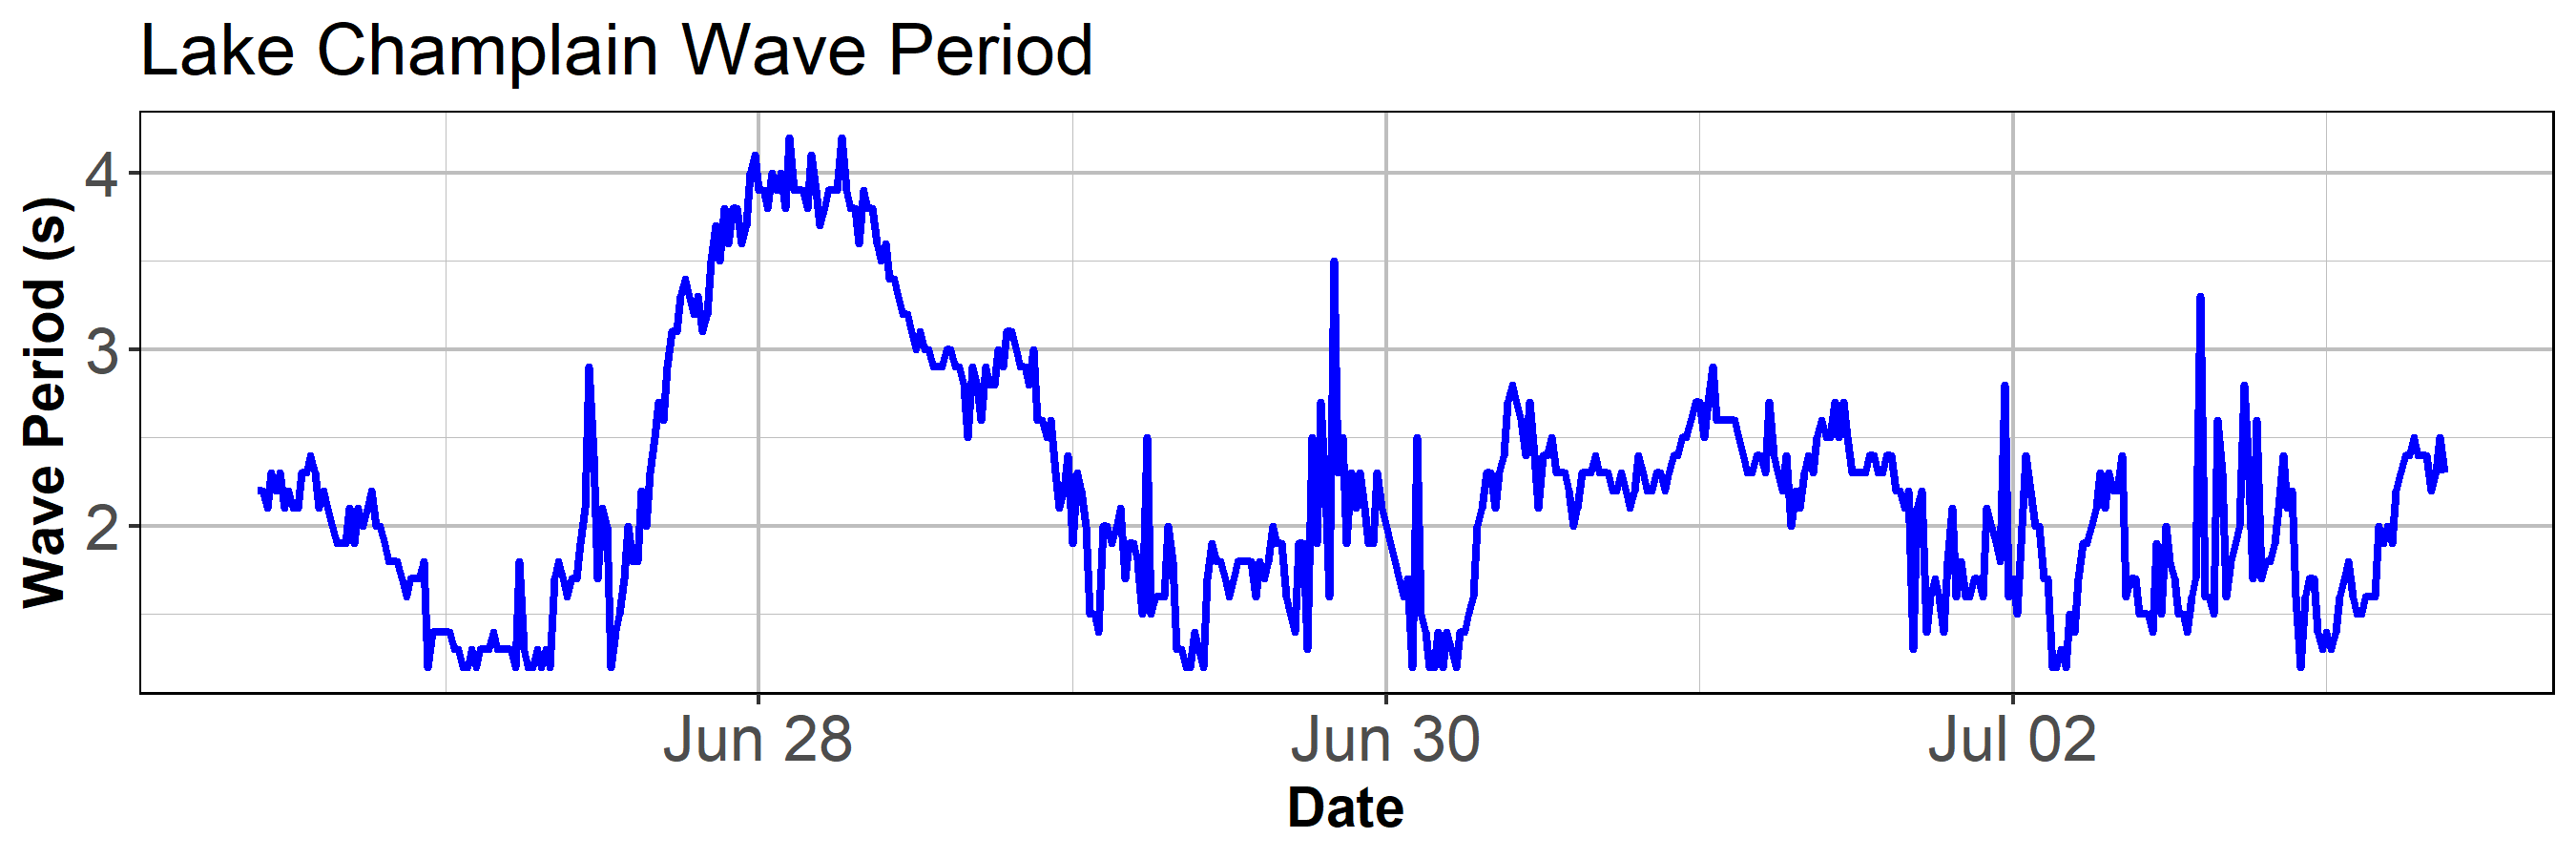 Lake Champlain Wave Period
Wave Period (s)
4
3
2
Jun 28
Jun 30
Jul 02
Date